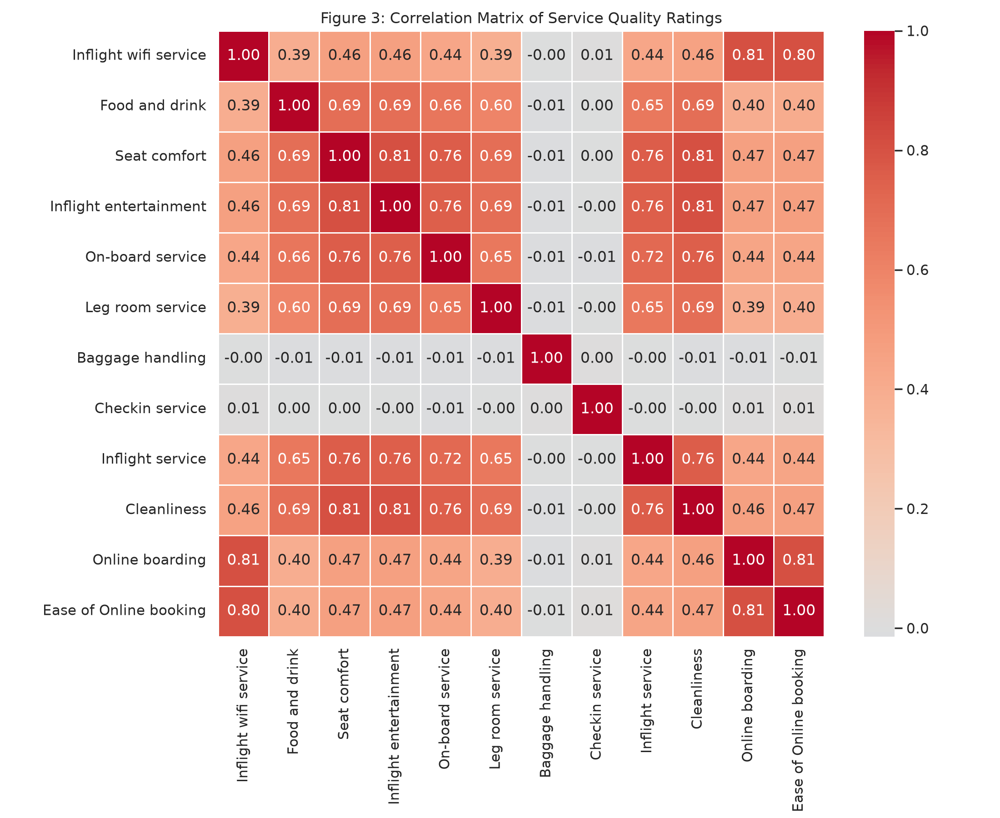 Figure 3: Correlation Matrix of Service Quality Ratings
Inflight wifi service 1.00 0.39 0.46 0.46 0.44 0.39 -0.00 0.01 0.44 0.46 0.81 0.80
Food and drink 0.39 1.00 0.69 0.69 0.66 0.60 -0.01 0.00 0.65 0.69 0.40 0.40
Seat comfort 0.46 0.69 1.00 0.81 0.76 0.69 -0.01 0.00 0.76 0.81 0.47 0.47
Inflight entertainment 0.46 0.69 0.81 1.00 0.76 0.69 -0.01 -0.00 0.76 0.81 0.47 0.47
On-board service 0.44 0.66 0.76 0.76 1.00 0.65 -0.01 -0.01 0.72 0.76 0.44 0.44
Leg room service 0.39 0.60 0.69 0.69 0.65 1.00 -0.01 -0.00 0.65 0.69 0.39 0.40
Baggage handling -0.00 -0.01 -0.01 -0.01 -0.01 -0.01 1.00 0.00 -0.00 -0.01 -0.01 -0.01
Checkin service 0.01 0.00 0.00 -0.00 -0.01 -0.00 0.00 1.00 -0.00 -0.00 0.01 0.01
Inflight service 0.44 0.65 0.76 0.76 0.72 0.65 -0.00 -0.00 1.00 0.76 0.44 0.44
Cleanliness 0.46 0.69 0.81 0.81 0.76 0.69 -0.01 -0.00 0.76 1.00 0.46 0.47
Online boarding 0.81 0.40 0.47 0.47 0.44 0.39 -0.01 0.01 0.44 0.46 1.00 0.81
Ease of Online booking 0.80 0.40 0.47 0.47 0.44 0.40 -0.01 0.01 0.44 0.47 0.81 1.00
Inflight wifi service
Food and drink
Seat comfort
Inflight entertainment
On-board service
Leg room service
Baggage handling
Checkin service
Inflight service
Cleanliness
Online boarding
Ease of Online booking
1.0
0.8
0.6
0.4
0.2
0.0